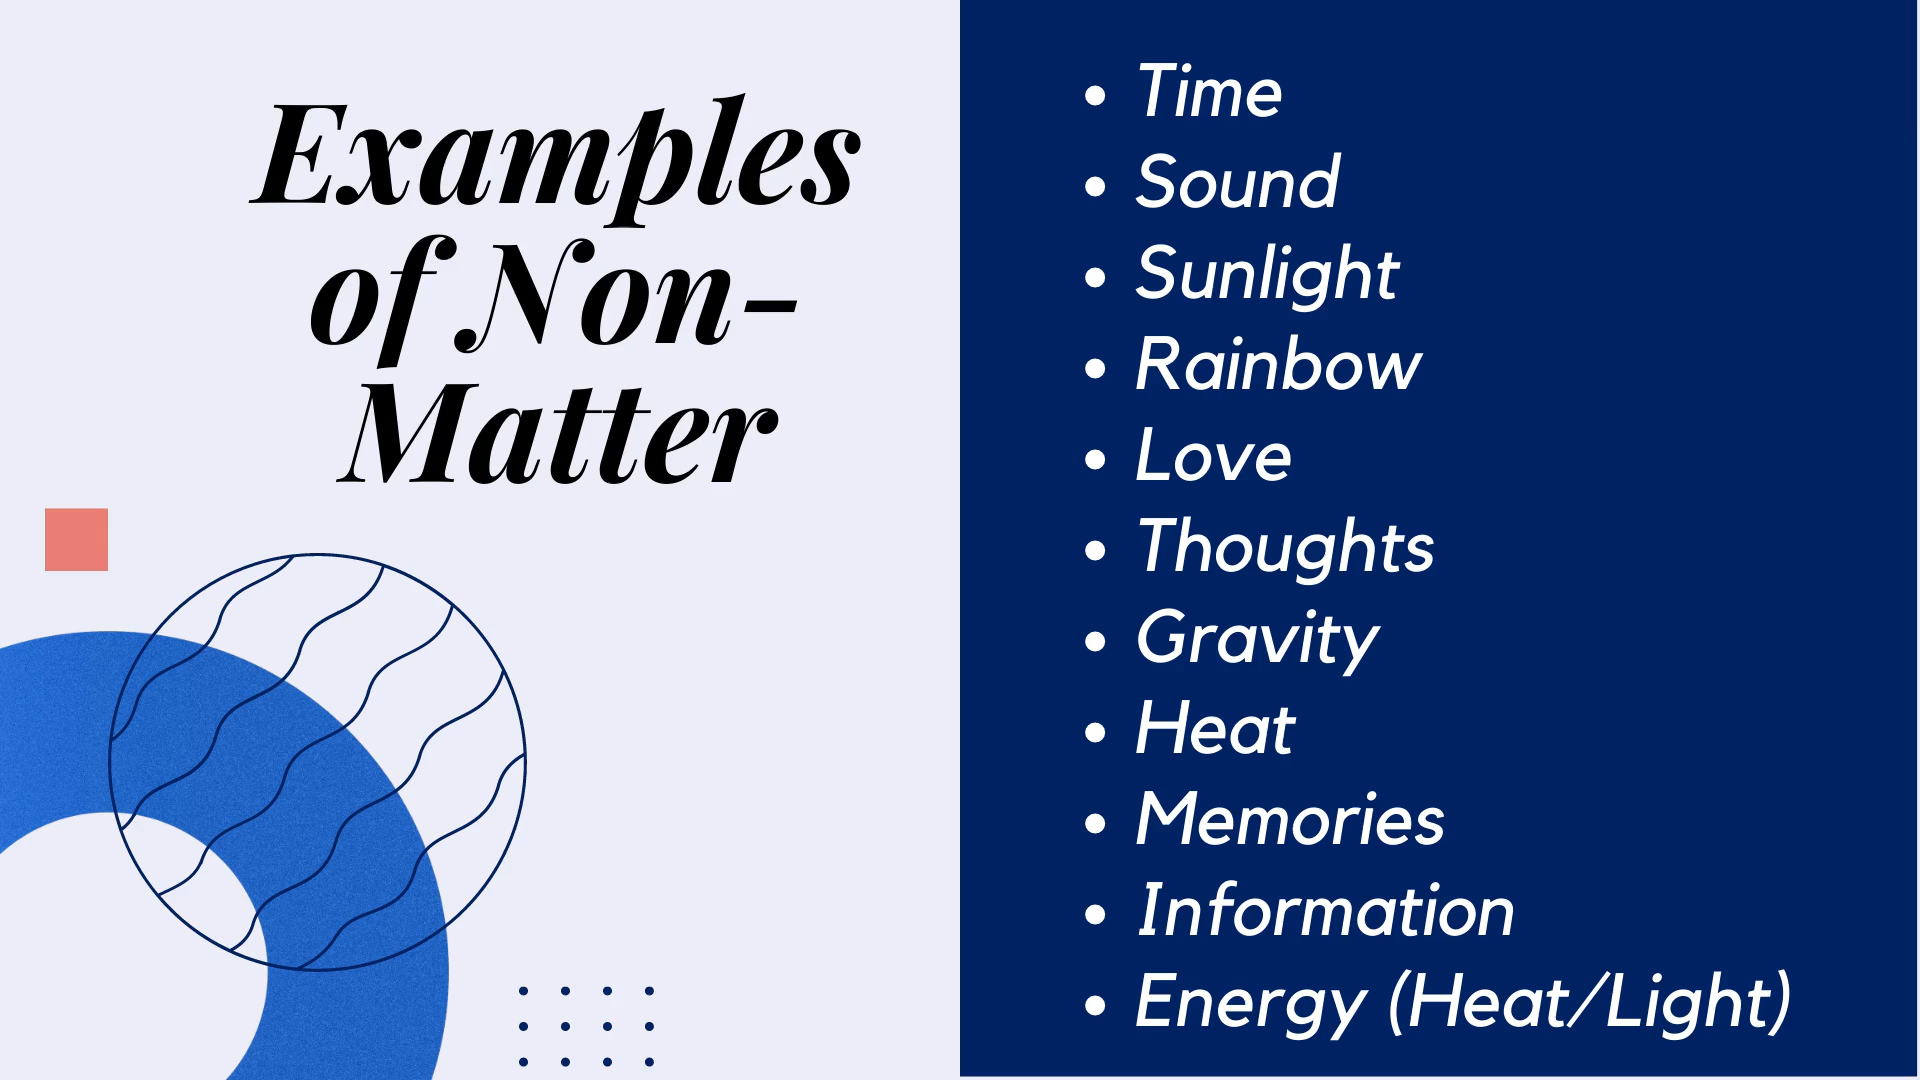 Examples
of Non-
Matter
• Time
• Sound
• Sunlight
• Rainbow
• Love
• Thoughts
• Gravity
• Heat
• Memories
• Information
• Energy (Heat/Light)